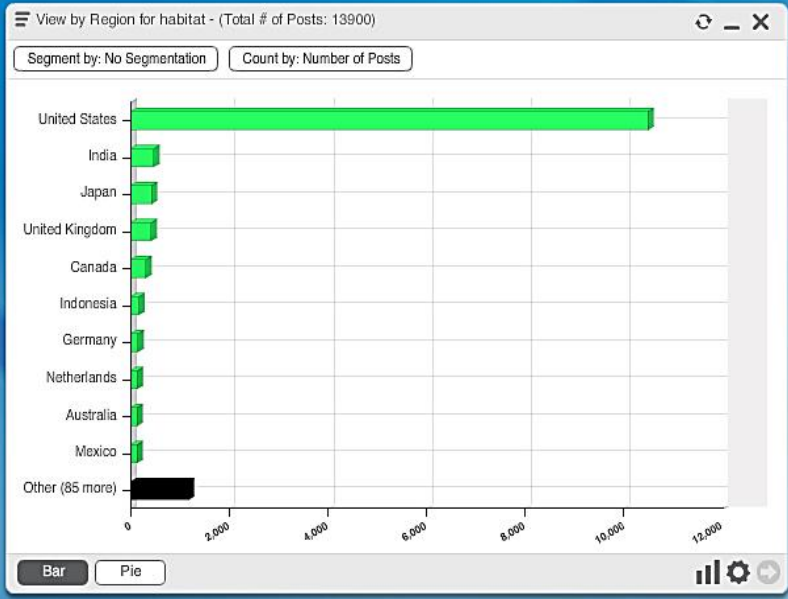 View by Region for habitat - (Total # of Posts: 13900)
Segment by: No Segmentation
Count by: Number of Posts
United States
India
Japan
United Kingdom
Canada
Indonesia
Germany
Netherlands
Australia
Mexico
Other (85 more)
0 2,000 4,000 6,000 8,000 10,000 12,000
Bar
Pie